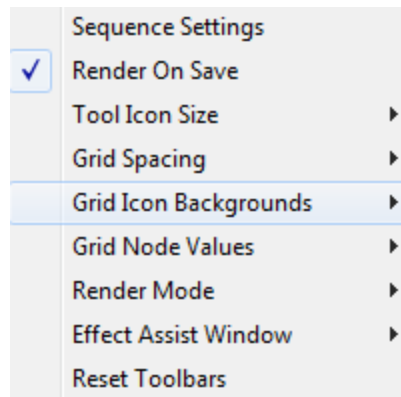 Sequence Settings
Render On Save
Tool Icon Size
Grid Spacing
Grid Icon Backgrounds
Grid Node Values
Render Mode
Effect Assist Window
Reset Toolbars